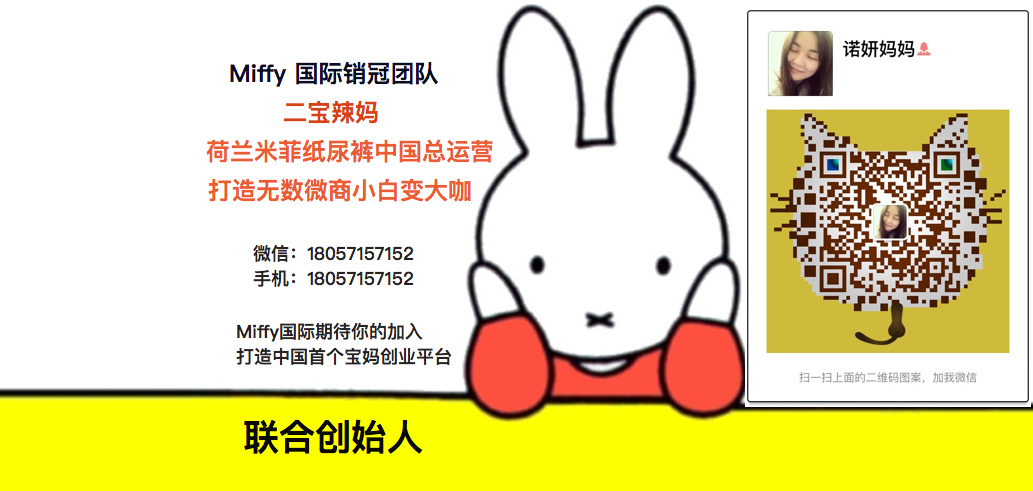 Miffy 国际销冠团队
二宝辣妈
荷兰米菲纸尿裤中国总运营
打造无数微商小白变大咖
微信：18057157152
手机：18057157152
Miffy国际期待你的加入
打造中国首个宝妈创业平台
联合创始人
诺妍妈妈
扫一扫上面的二维码图案，加我微信